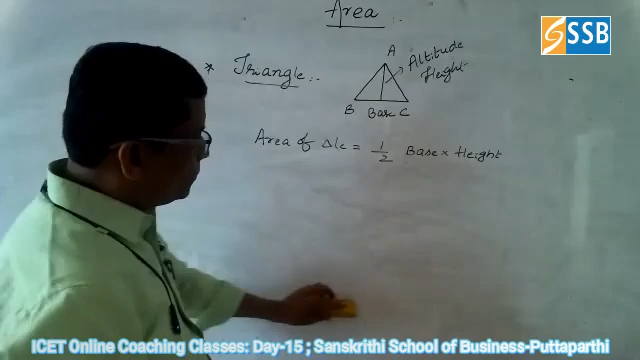 Area :.
SSB
* Triangle :.
A
Altitude
Height
B Base C
Area of Δle = 1/2 Base × Height
ICET Online Coaching Classes: Day-15 ; Sanskrithi School of Business-Puttaparthi